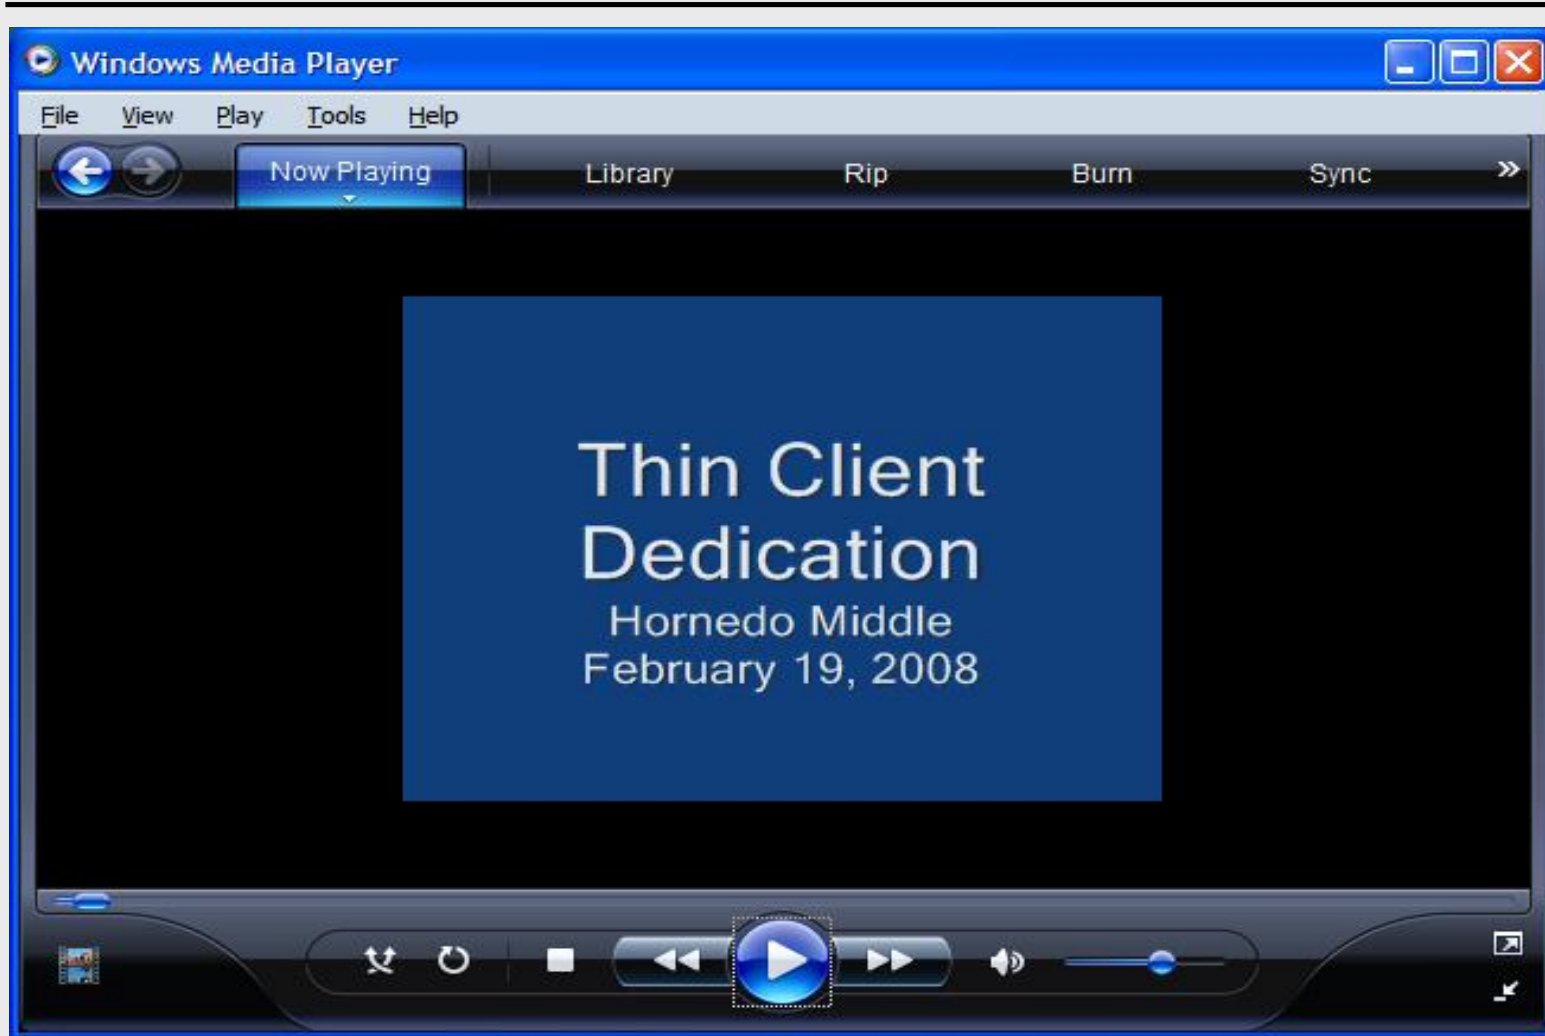 Windows Media Player
File View Play Tools Help
Now Playing Library Rip Burn Sync
Thin Client
Dedication
Hornedo Middle
February 19, 2008